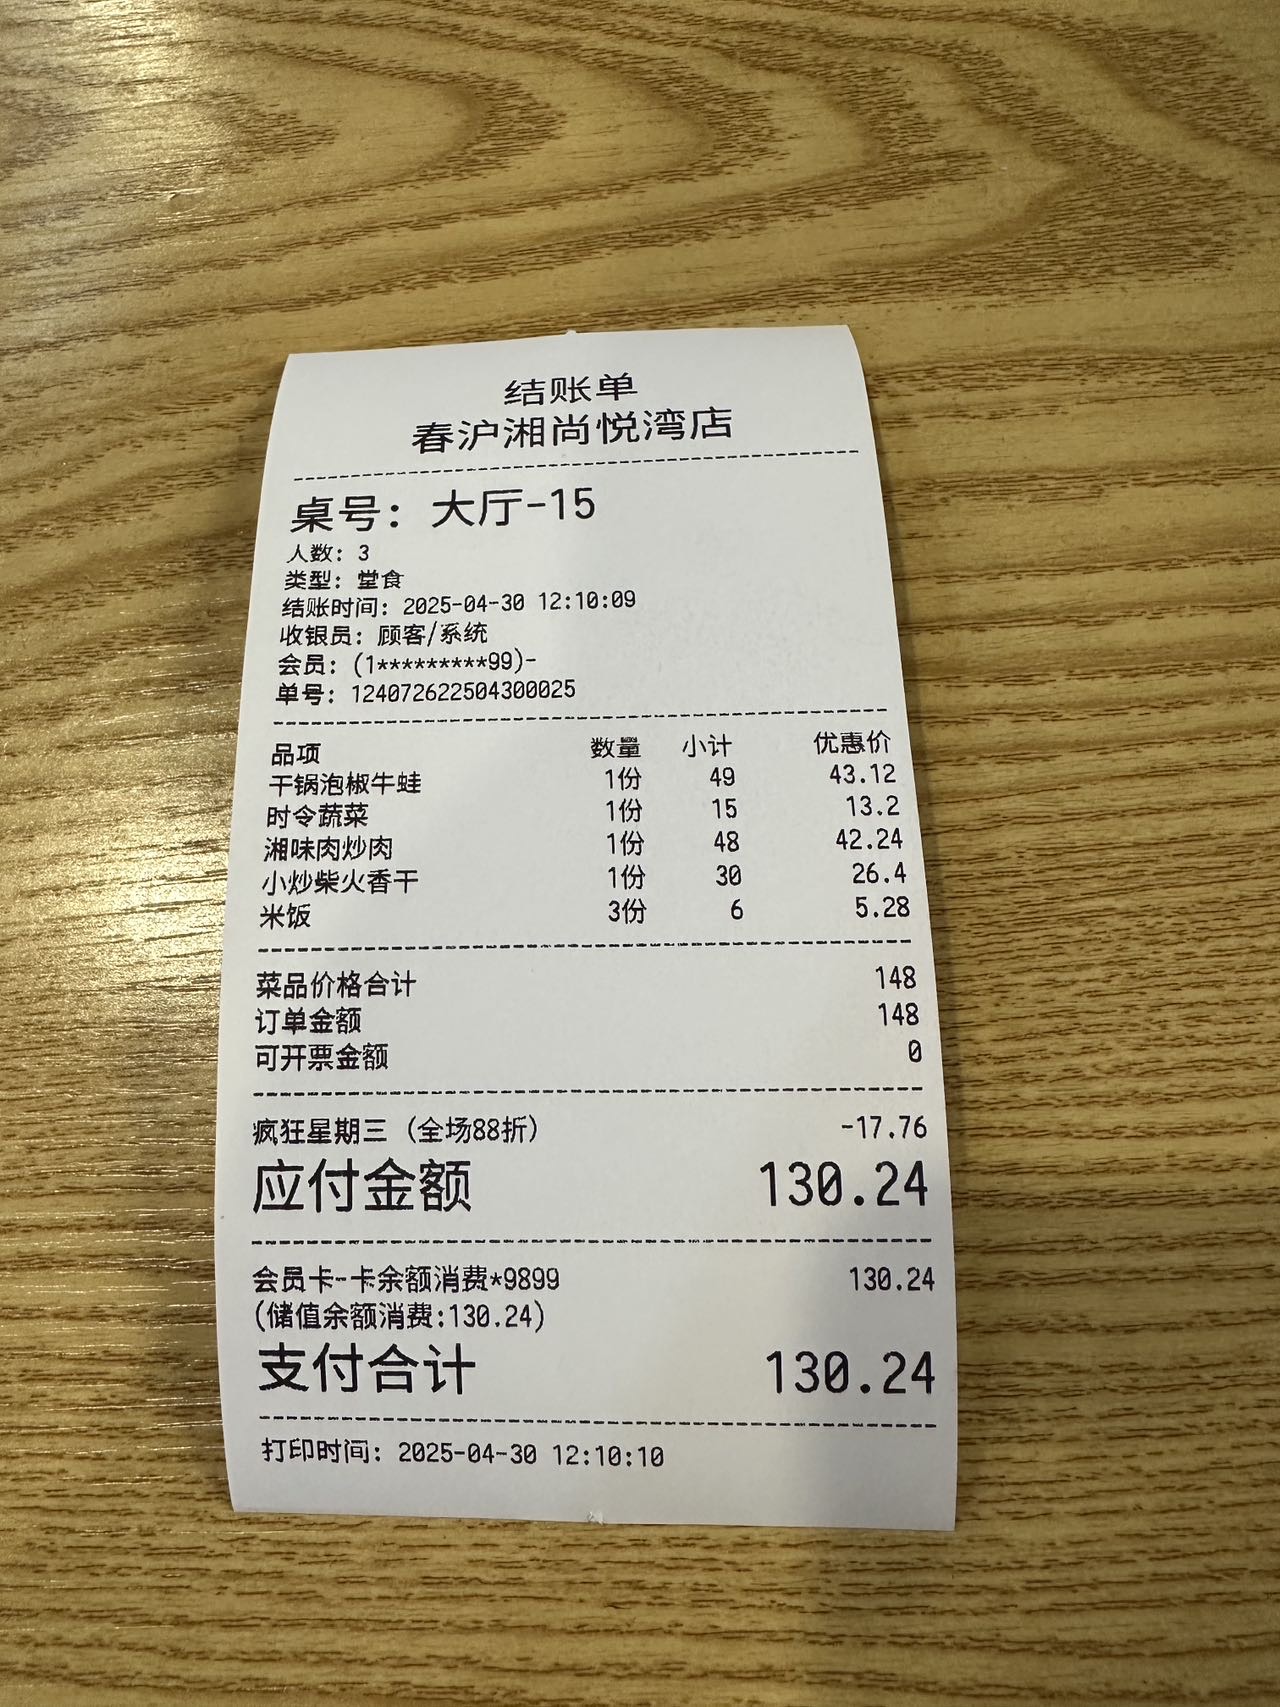 结账单
春沪湘尚悦湾店
桌号：大厅-15
人数：3
类型：堂食
结账时间：2025-04-30 12:10:09
收银员：顾客/系统
会员：(1*********99)-
单号：124072622504300025
品项 数量 小计 优惠价
干锅泡椒牛蛙 1份 49 43.12
时令蔬菜 1份 15 13.2
湘味肉炒肉 1份 48 42.24
小炒柴火香干 1份 30 26.4
米饭 3份 6 5.28
菜品价格合计 148
订单金额 148
可开票金额 0
疯狂星期三（全场88折） -17.76
应付金额 130.24
会员卡-卡余额消费*9899 130.24
(储值余额消费:130.24)
支付合计 130.24
打印时间：2025-04-30 12:10:10